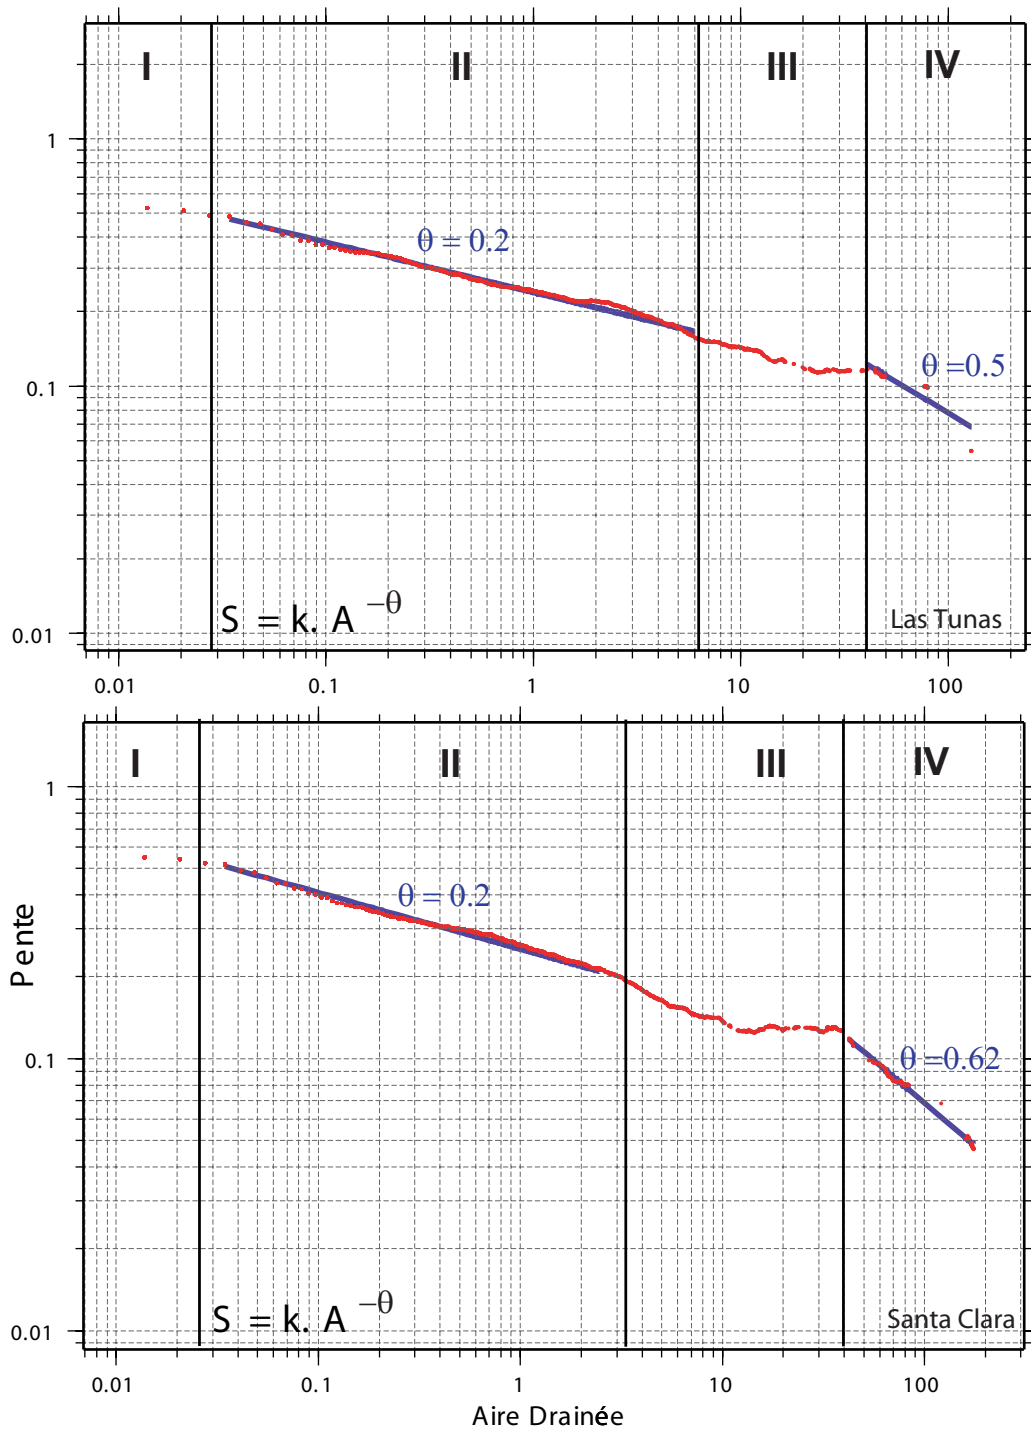 I II III IV
1
θ = 0.2
0.1
θ =0.5
S = k. A −θ
Las Tunas
0.01
0.01 0.1 1 10 100
I II III IV
1
θ = 0.2
Pente
0.1
θ =0.62
S = k. A −θ
Santa Clara
0.01
0.01 0.1 1 10 100
Aire Drainée